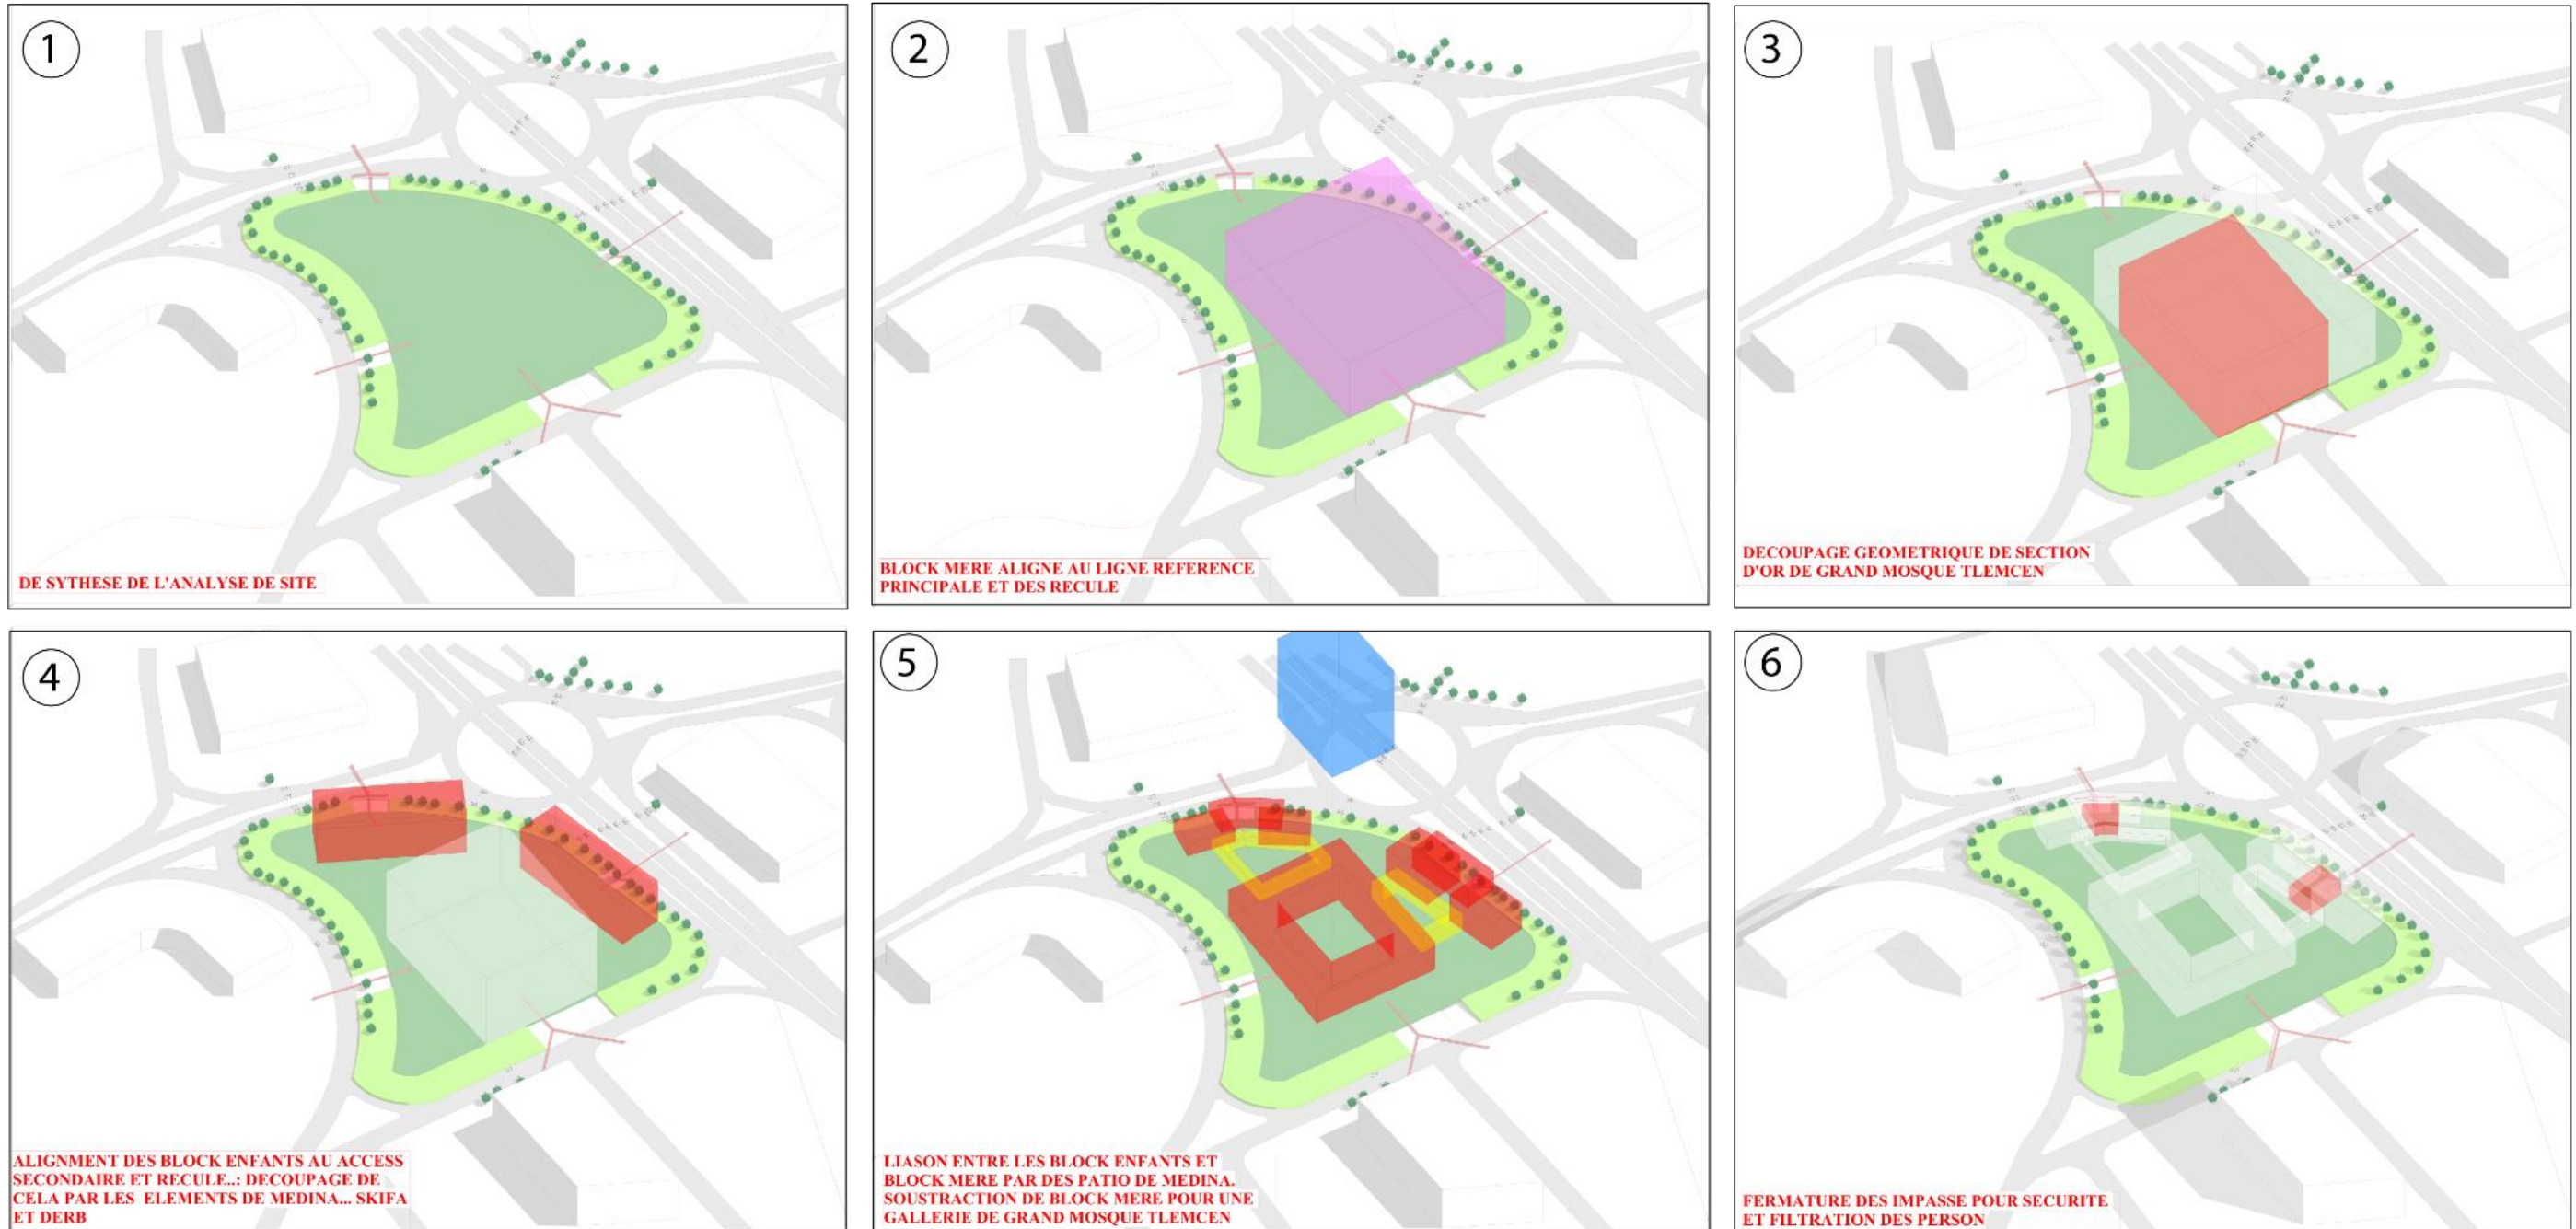 1
DE SYTHESE DE L'ANALYSE DE SITE
2
BLOCK MERE ALIGNE AU LIGNE REFERENCE
PRINCIPALE ET DES RECULE
3
DECOUPAGE GEOMETRIQUE DE SECTION
D'OR DE GRAND MOSQUE TLEMCEN
4
ALIGNMENT DES BLOCK ENFANTS AU ACCESS
SECONDAIRE ET RECULE..: DECOUPAGE DE
CELA PAR LES ELEMENTS DE MEDINA... SKIFA
ET DERB
5
LIASON ENTRE LES BLOCK ENFANTS ET
BLOCK MERE PAR DES PATIO DE MEDINA.
SOUSTRACTION DE BLOCK MERE POUR UNE
GALLERIE DE GRAND MOSQUE TLEMCEN
6
FERMATURE DES IMPASSE POUR SECURITE
ET FILTRATION DES PERSON